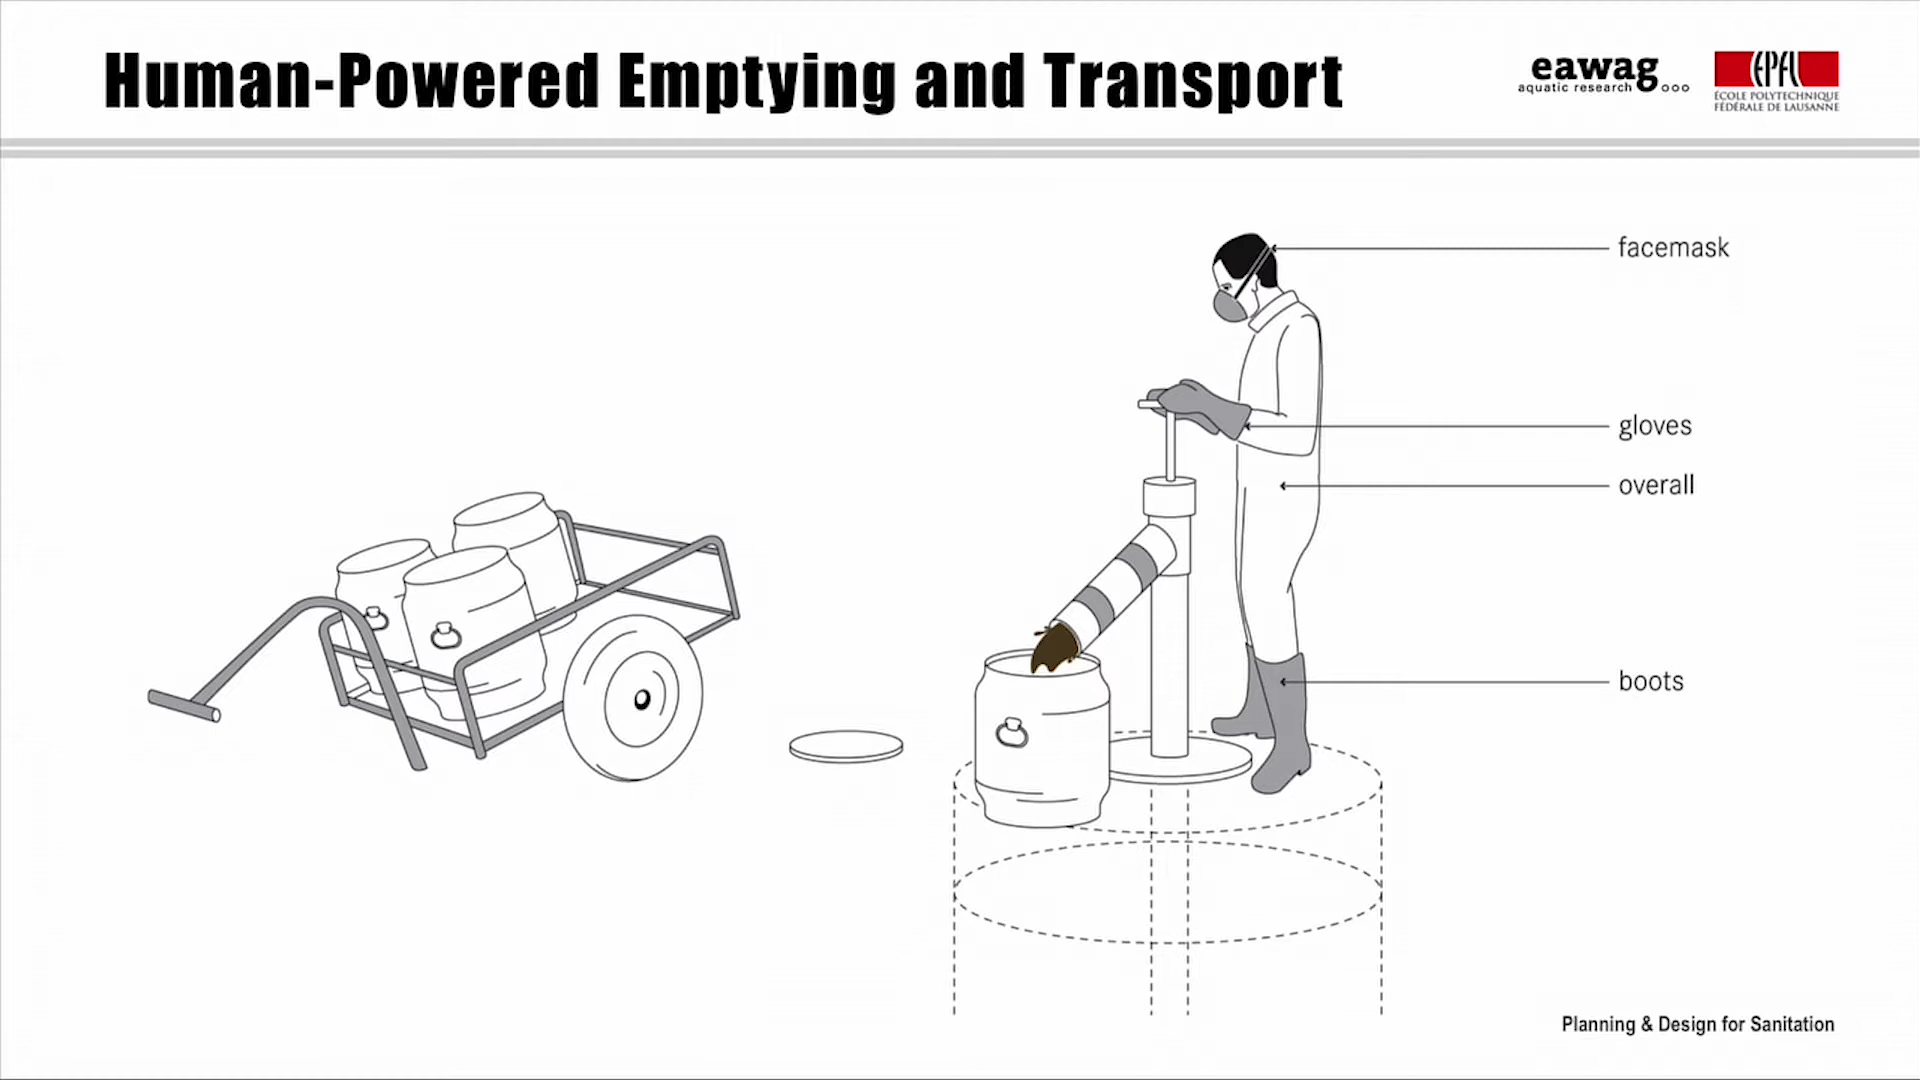 Human-Powered Emptying and Transport
eawag
aquatic research
EPFL
ÉCOLE POLYTECHNIQUE
FÉDÉRALE DE LAUSANNE
facemask
gloves
overall
boots
Planning & Design for Sanitation